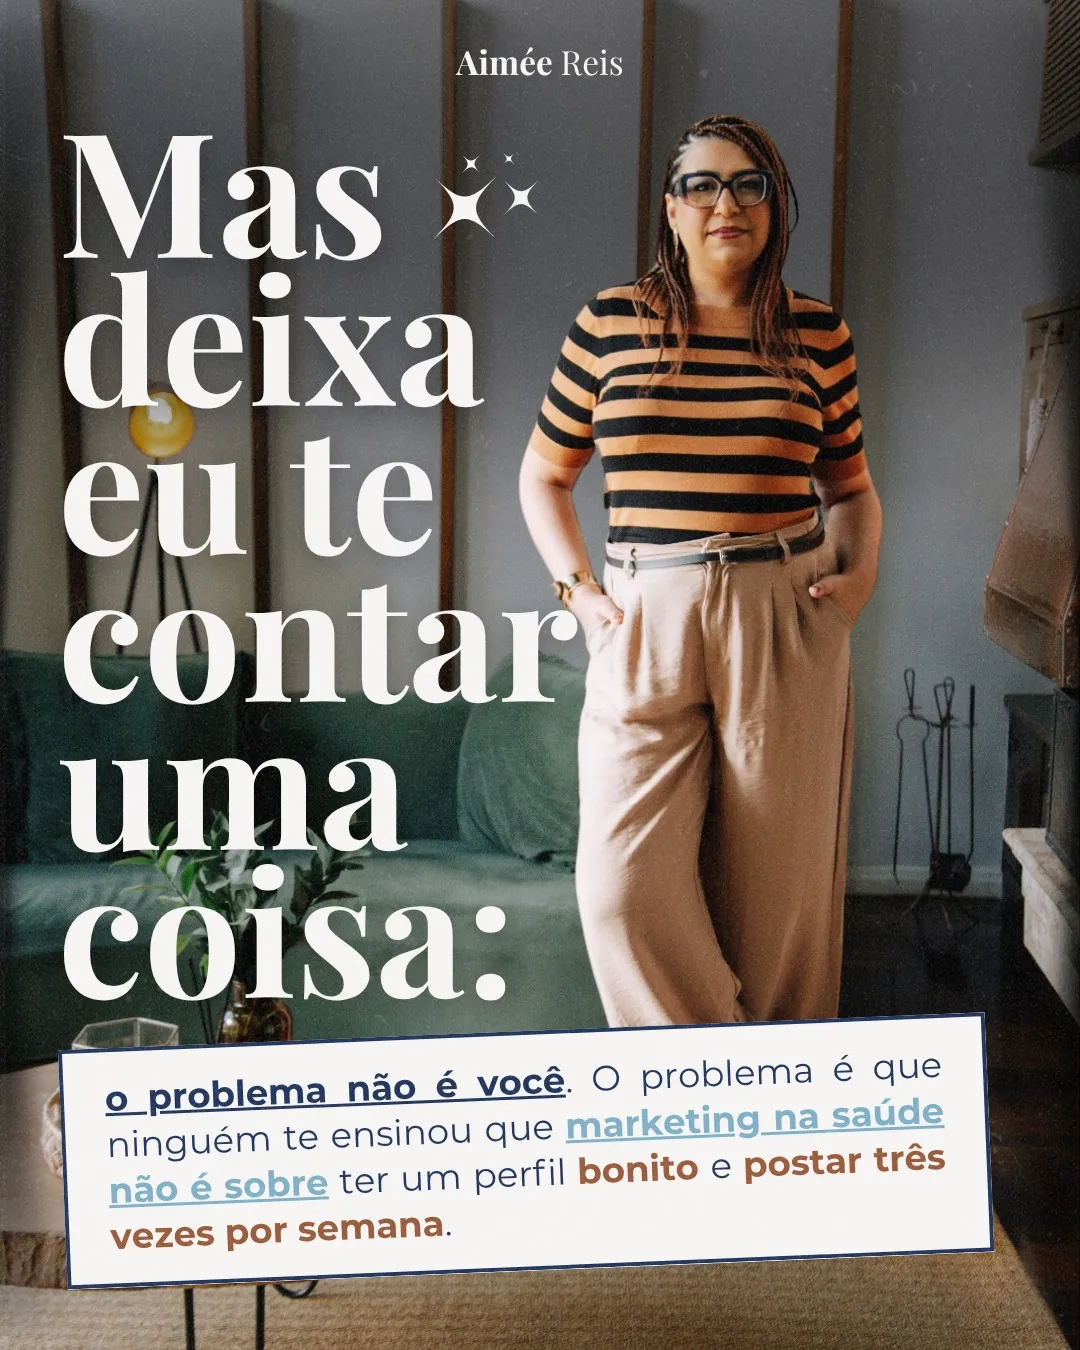 Aimée Reis
Mas
deixa
eu te
contar
uma
coisa:
o problema não é você. O problema é que
ninguém te ensinou que marketing na saúde
não é sobre ter um perfil bonito e postar três
vezes por semana.